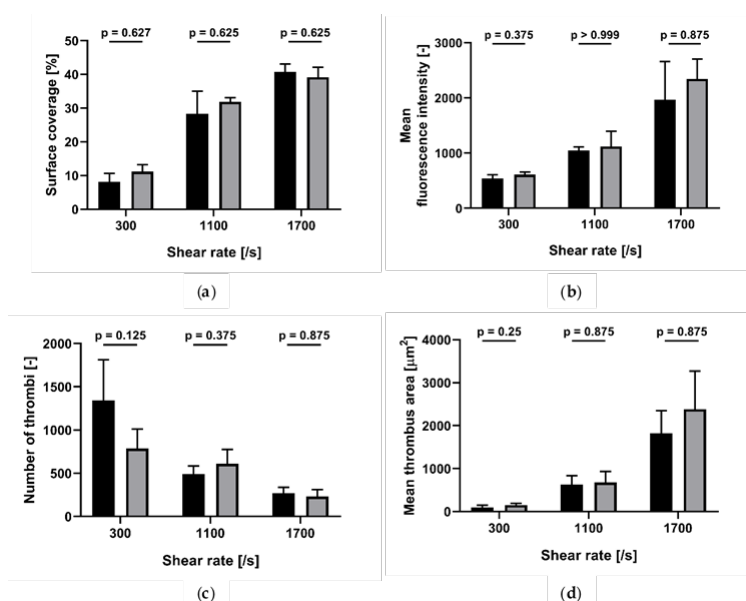 p = 0.627 p = 0.625 p = 0.625
Surface coverage [%]
50
40
30
20
10
0
300 1100 1700
Shear rate [/s]
(a)
p = 0.375 p > 0.999 p = 0.875
Mean
fluorescence intensity [-]
3000
2000
1000
0
300 1100 1700
Shear rate [/s]
(b)
p = 0.125 p = 0.375 p = 0.875
Number of thrombi [-]
2000
1500
1000
500
0
300 1100 1700
Shear rate [/s]
(c)
p = 0.25 p = 0.875 p = 0.875
Mean thrombus area [μm²]
4000
3000
2000
1000
0
300 1100 1700
Shear rate [/s]
(d)